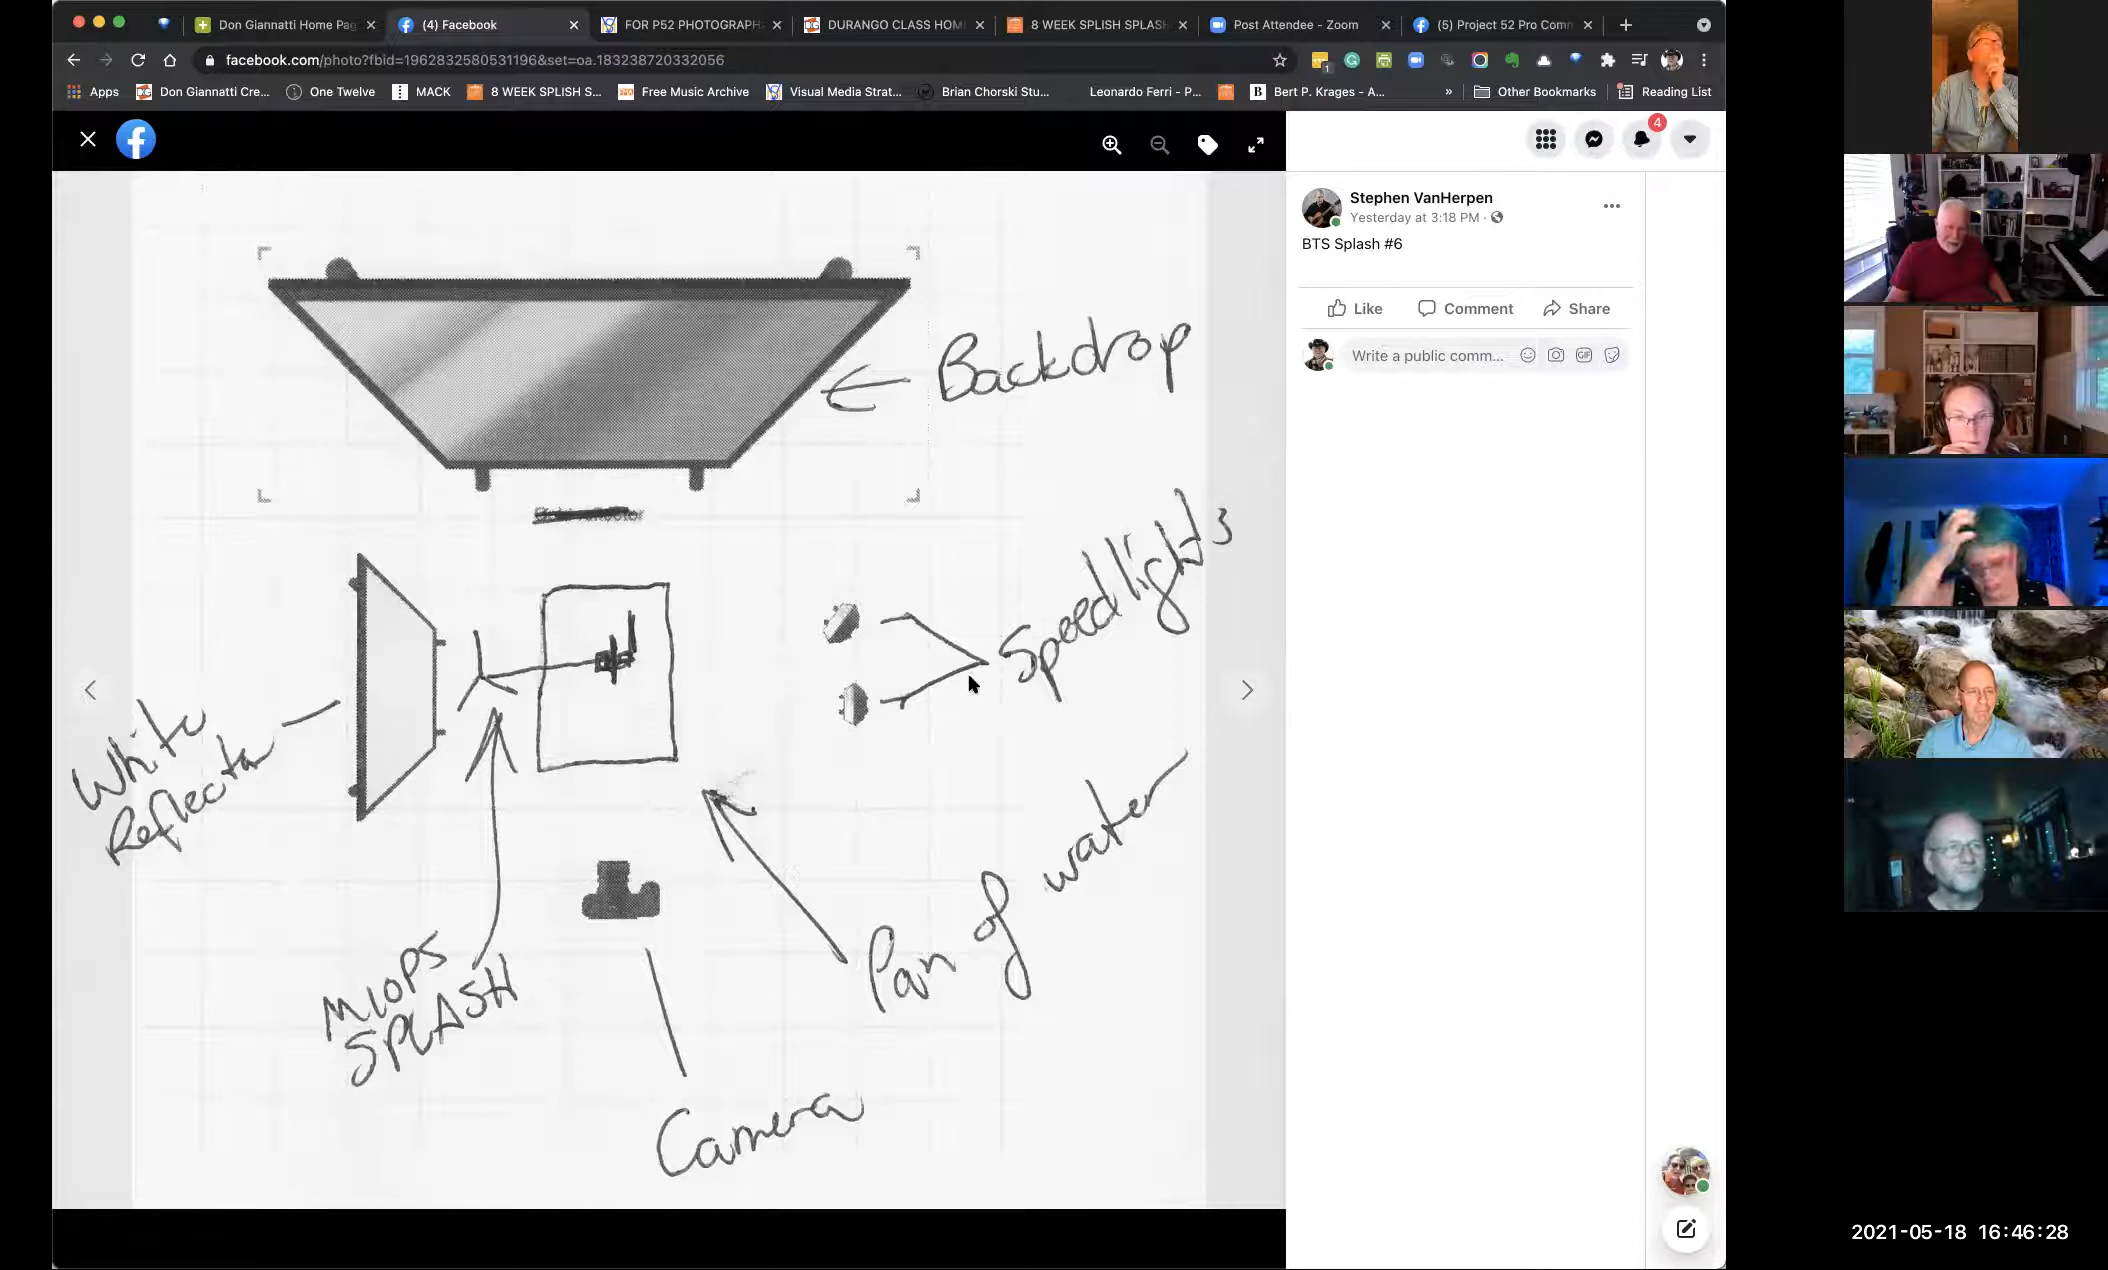 Don Giannatti Home Pag
(4) Facebook
FOR P52 PHOTOGRAPH
DURANGO CLASS HOM
8 WEEK SPLISH SPLASH
Post Attendee - Zoom
(5) Project 52 Pro Com
facebook.com/photo?fbid=1962832580531196&set=oa.183238720332056
Apps
Don Giannatti Cre...
One Twelve
MACK
8 WEEK SPLISH S...
Free Music Archive
Visual Media Strat...
Brian Chorski Stu...
Leonardo Ferri - P...
Bert P. Krages - A...
»
Other Bookmarks
Reading List
4
Stephen VanHerpen
Yesterday at 3:18 PM ·
BTS Splash #6
Like
Comment
Share
Write a public comm...
GIF
Backdrop
Speedlights
White
Reflector
Pan of water
MIOPS
SPLASH
Camera
2021-05-18 16:46:28